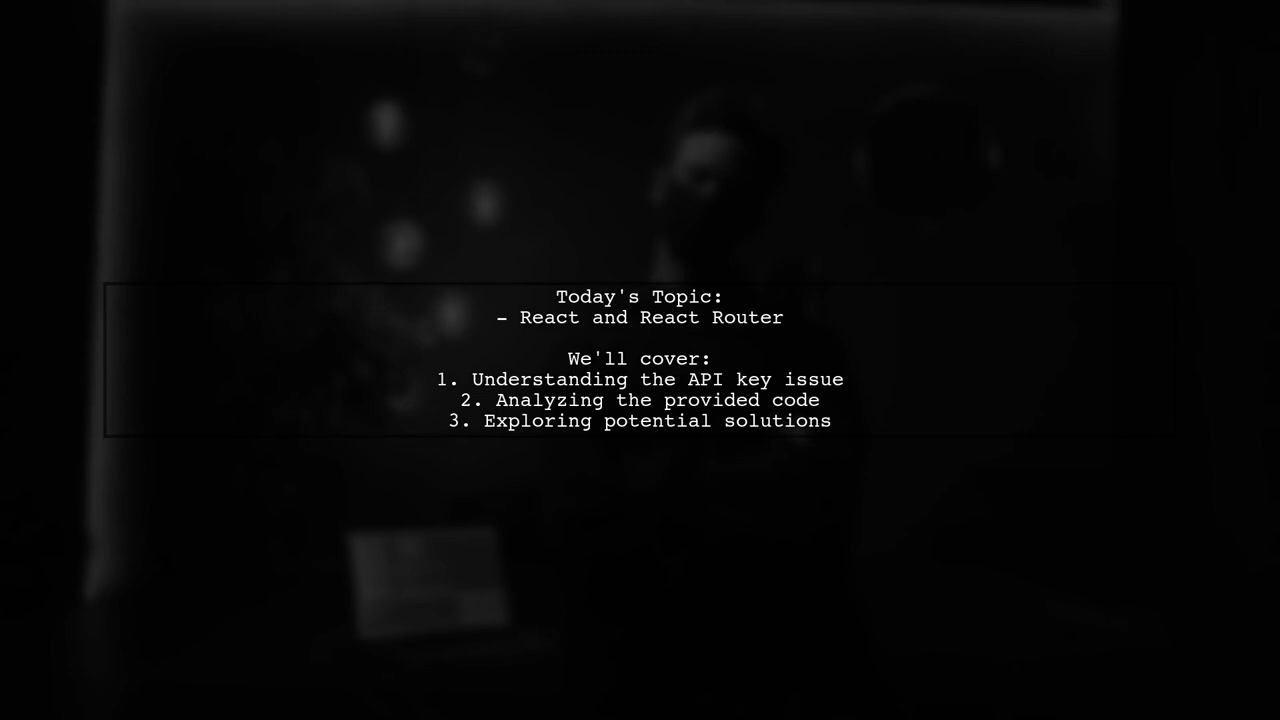 Today's Topic:
– React and React Router
We'll cover:
1. Understanding the API key issue
2. Analyzing the provided code
3. Exploring potential solutions